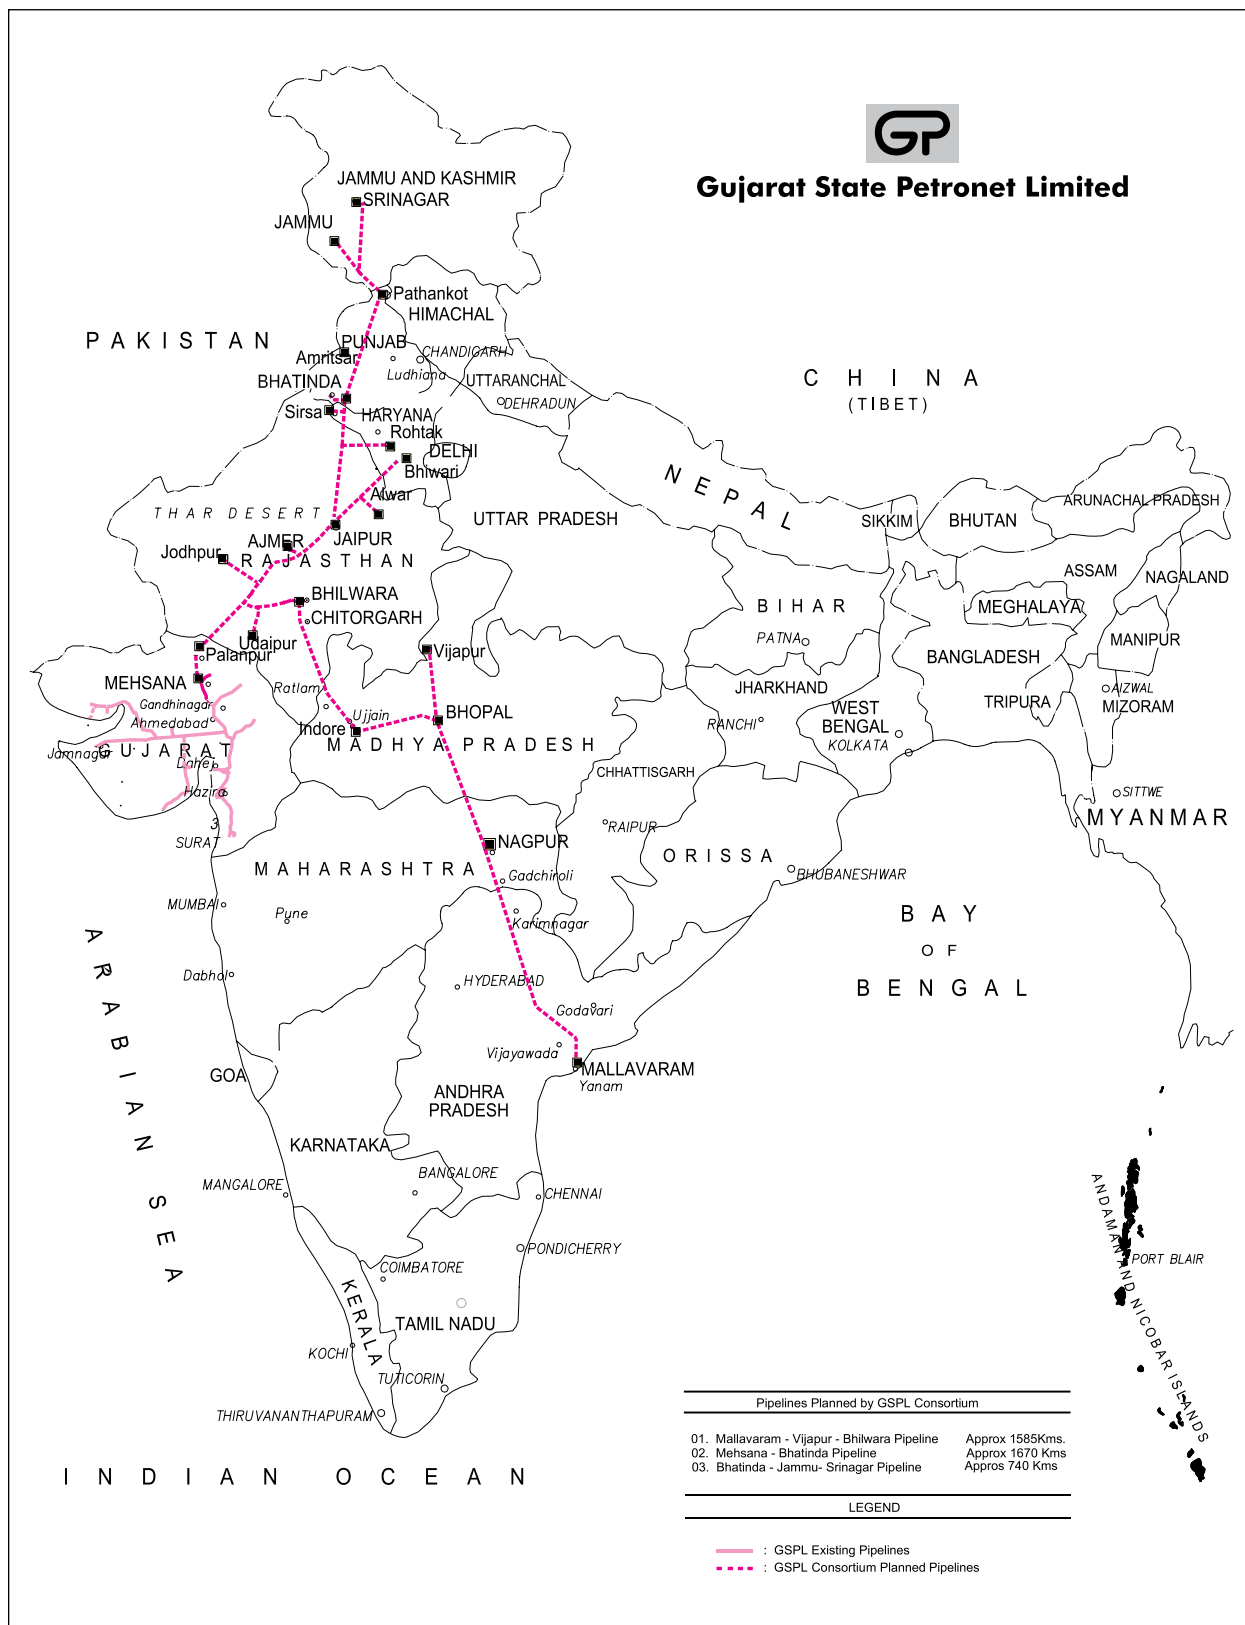 GP
Gujarat State Petronet Limited
JAMMU AND KASHMIR
SRINAGAR
JAMMU
Pathankot
HIMACHAL
PAKISTAN
PUNJAB
Amritsar
CHANDIGARH
Ludhiana
BHATINDA
UTTARANCHAL
CHINA
(TIBET)
DEHRADUN
Sirsa
HARYANA
Rohtak
DELHI
Bhiwari
NEPAL
Alwar
THAR DESERT
ARUNACHAL PRADESH
UTTAR PRADESH
SIKKIM
BHUTAN
JAIPUR
AJMER
Jodhpur
RAJASTHAN
ASSAM
NAGALAND
BHILWARA
BIHAR
MEGHALAYA
CHITORGARH
PATNA
MANIPUR
Udaipur
Palanpur
Vijapur
BANGLADESH
MEHSANA
Ratlam
JHARKHAND
AIZWAL
TRIPURA
MIZORAM
Gandhinagar
WEST
BENGAL
Ahmedabad
Ujjain
BHOPAL
RANCHI
Indore
KOLKATA
MADHYA PRADESH
Jamnagar
GUJARAT
Dahej
CHHATTISGARH
Hazira
SITTWE
MYANMAR
3
SURAT
RAIPUR
NAGPUR
ORISSA
MAHARASHTRA
Gadchiroli
BHUBANESHWAR
MUMBAI
Pune
Karimnagar
BAY
OF
BENGAL
ARABIAN SEA
Dabhol
HYDERABAD
Godavari
Vijayawada
MALLAVARAM
Yanam
GOA
ANDHRA
PRADESH
KARNATAKA
BANGALORE
MANGALORE
CHENNAI
PONDICHERRY
COIMBATORE
KERALA
TAMIL NADU
KOCHI
TUTICORIN
THIRUVANANTHAPURAM
ANDAMAN AND NICOBAR ISLANDS
PORT BLAIR
INDIAN OCEAN
Pipelines Planned by GSPL Consortium
01. Mallavaram - Vijapur - Bhilwara Pipeline Approx 1585Kms.
02. Mehsana - Bhatinda Pipeline Approx 1670 Kms
03. Bhatinda - Jammu- Srinagar Pipeline Appros 740 Kms
LEGEND
: GSPL Existing Pipelines
: GSPL Consortium Planned Pipelines